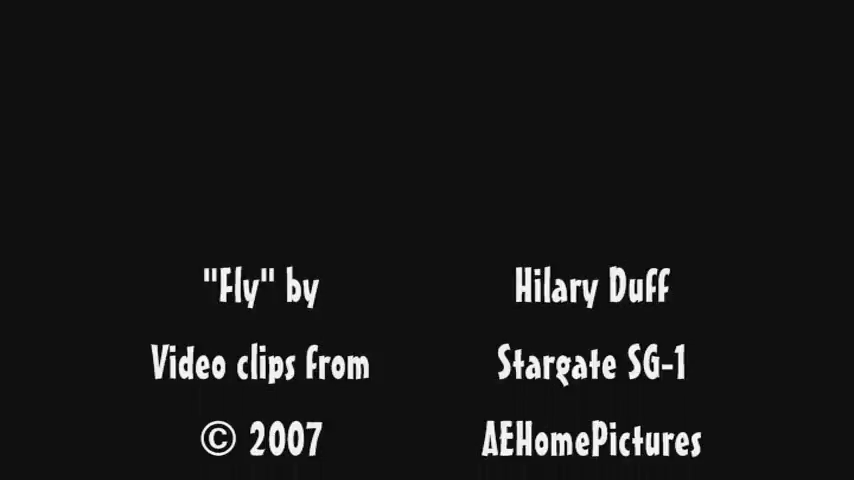 "Fly" by Hilary Duff
Video clips from Stargate SG-1
© 2007 AEHomePictures